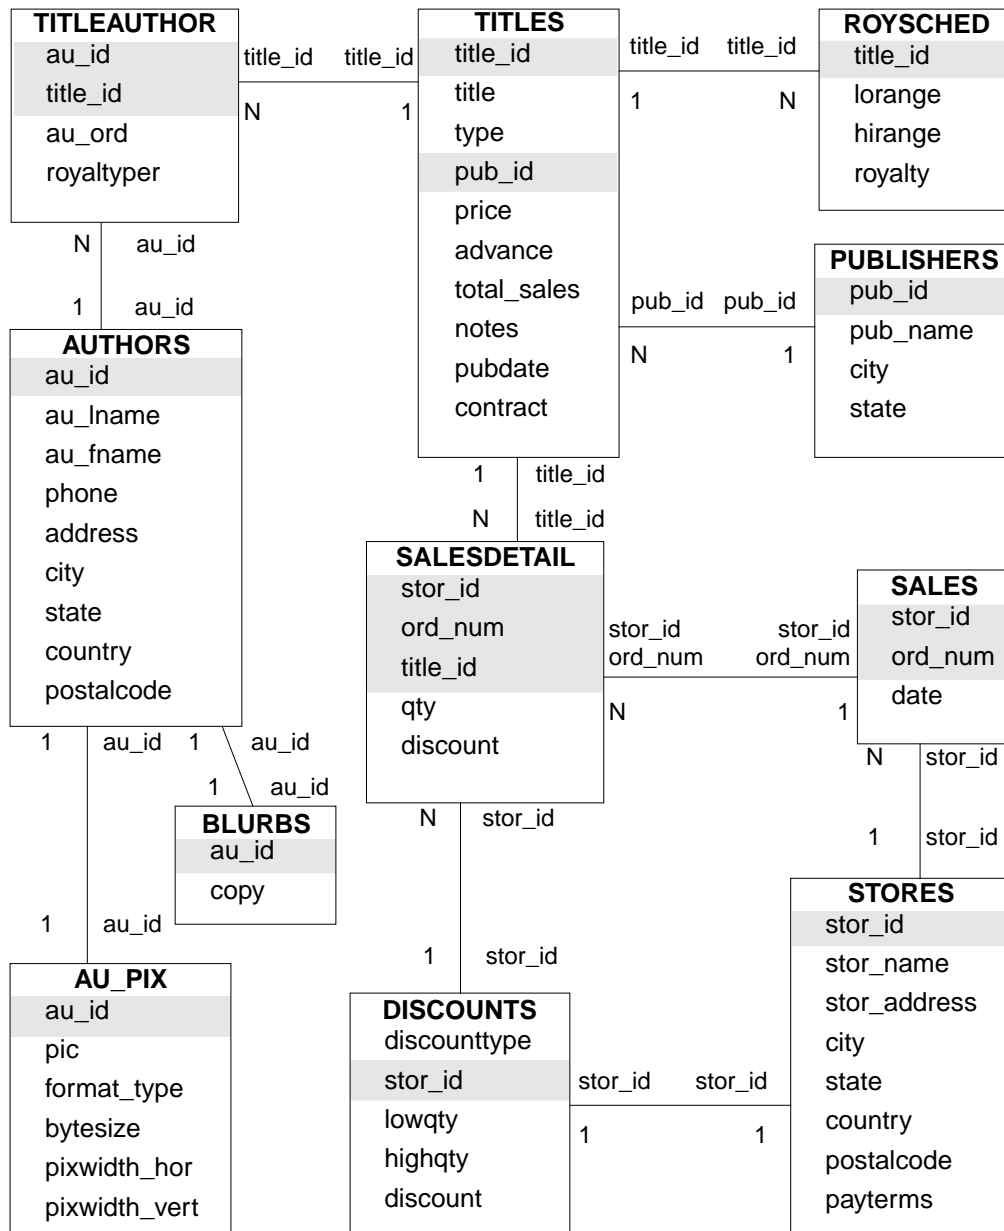 TITLEAUTHOR
au_id
title_id
au_ord
royaltyper
title_id title_id
N 1
TITLES
title_id
title
type
pub_id
price
advance
total_sales
notes
pubdate
contract
title_id title_id
1 N
ROYSCHED
title_id
lorange
hirange
royalty
pub_id pub_id
N 1
PUBLISHERS
pub_id
pub_name
city
state
N au_id
1 au_id
AUTHORS
au_id
au_lname
au_fname
phone
address
city
state
country
postalcode
1 title_id
N title_id
SALESDETAIL
stor_id
ord_num
title_id
qty
discount
stor_id stor_id
ord_num ord_num
N 1
SALES
stor_id
ord_num
date
1 au_id 1 au_id
1 au_id
BLURBS
au_id
copy
1 au_id
AU_PIX
au_id
pic
format_type
bytesize
pixwidth_hor
pixwidth_vert
N stor_id
1 stor_id
DISCOUNTS
discounttype
stor_id
lowqty
highqty
discount
stor_id stor_id
1 1
N stor_id
1 stor_id
STORES
stor_id
stor_name
stor_address
city
state
country
postalcode
payterms